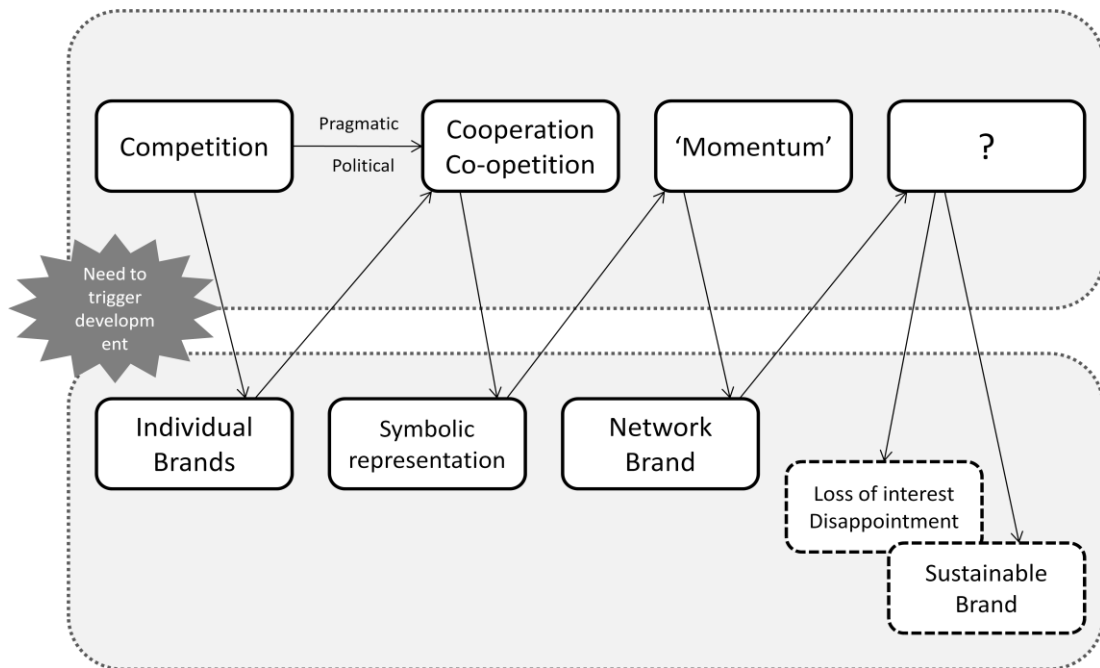 Competition
Pragmatic
Political
Cooperation
Co-opetition
‘Momentum’
?
Need to
trigger
developm
ent
Individual
Brands
Symbolic
representation
Network
Brand
Loss of interest
Disappointment
Sustainable
Brand